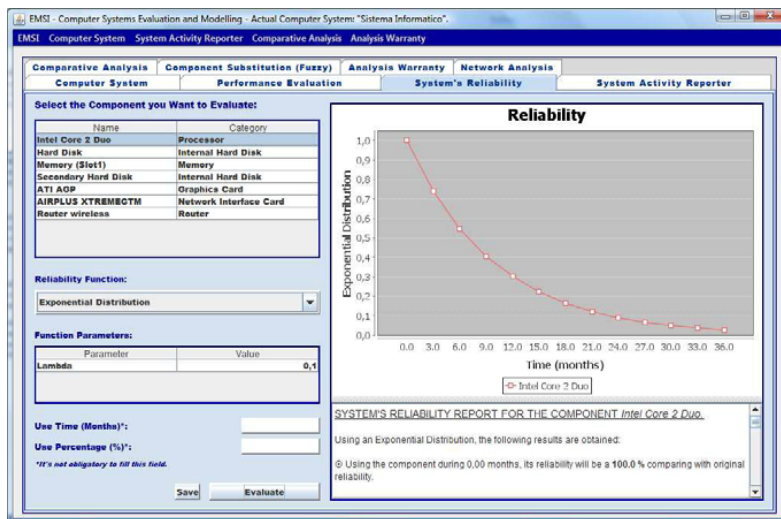 EMSI - Computer Systems Evaluation and Modelling - Actual Computer System: "Sistema Informatico".
EMSI Computer System System Activity Reporter Comparative Analysis Analysis Warranty
Comparative Analysis Component Substitution (Fuzzy) Analysis Warranty Network Analysis
Computer System Performance Evaluation System's Reliability System Activity Reporter
Select the Component you Want to Evaluate:
Name Category
Intel Core 2 Duo Processor
Hard Disk Internal Hard Disk
Memory (Slot1) Memory
Secondary Hard Disk Internal Hard Disk
ATI AGP Graphics Card
AIRPLUS XTREMEGTM Network Interface Card
Router wireless Router
Reliability Function:
Exponential Distribution
Function Parameters:
Parameter Value
Lambda 0,1
Use Time (Months)*:
Use Percentage (%)*:
*It's not obligatory to fill this field.
Save Evaluate
Reliability
Exponential Distribution
1,0
0,9
0,8
0,7
0,6
0,5
0,4
0,3
0,2
0,1
0,0
0.0 3.0 6.0 9.0 12.0 15.0 18.0 21.0 24.0 27.0 30.0 33.0 36.0
Time (months)
Intel Core 2 Duo
SYSTEM'S RELIABILITY REPORT FOR THE COMPONENT Intel Core 2 Duo.
Using an Exponential Distribution, the following results are obtained:
Using the component during 0,00 months, its reliability will be a 100.0 % comparing with original
reliability.